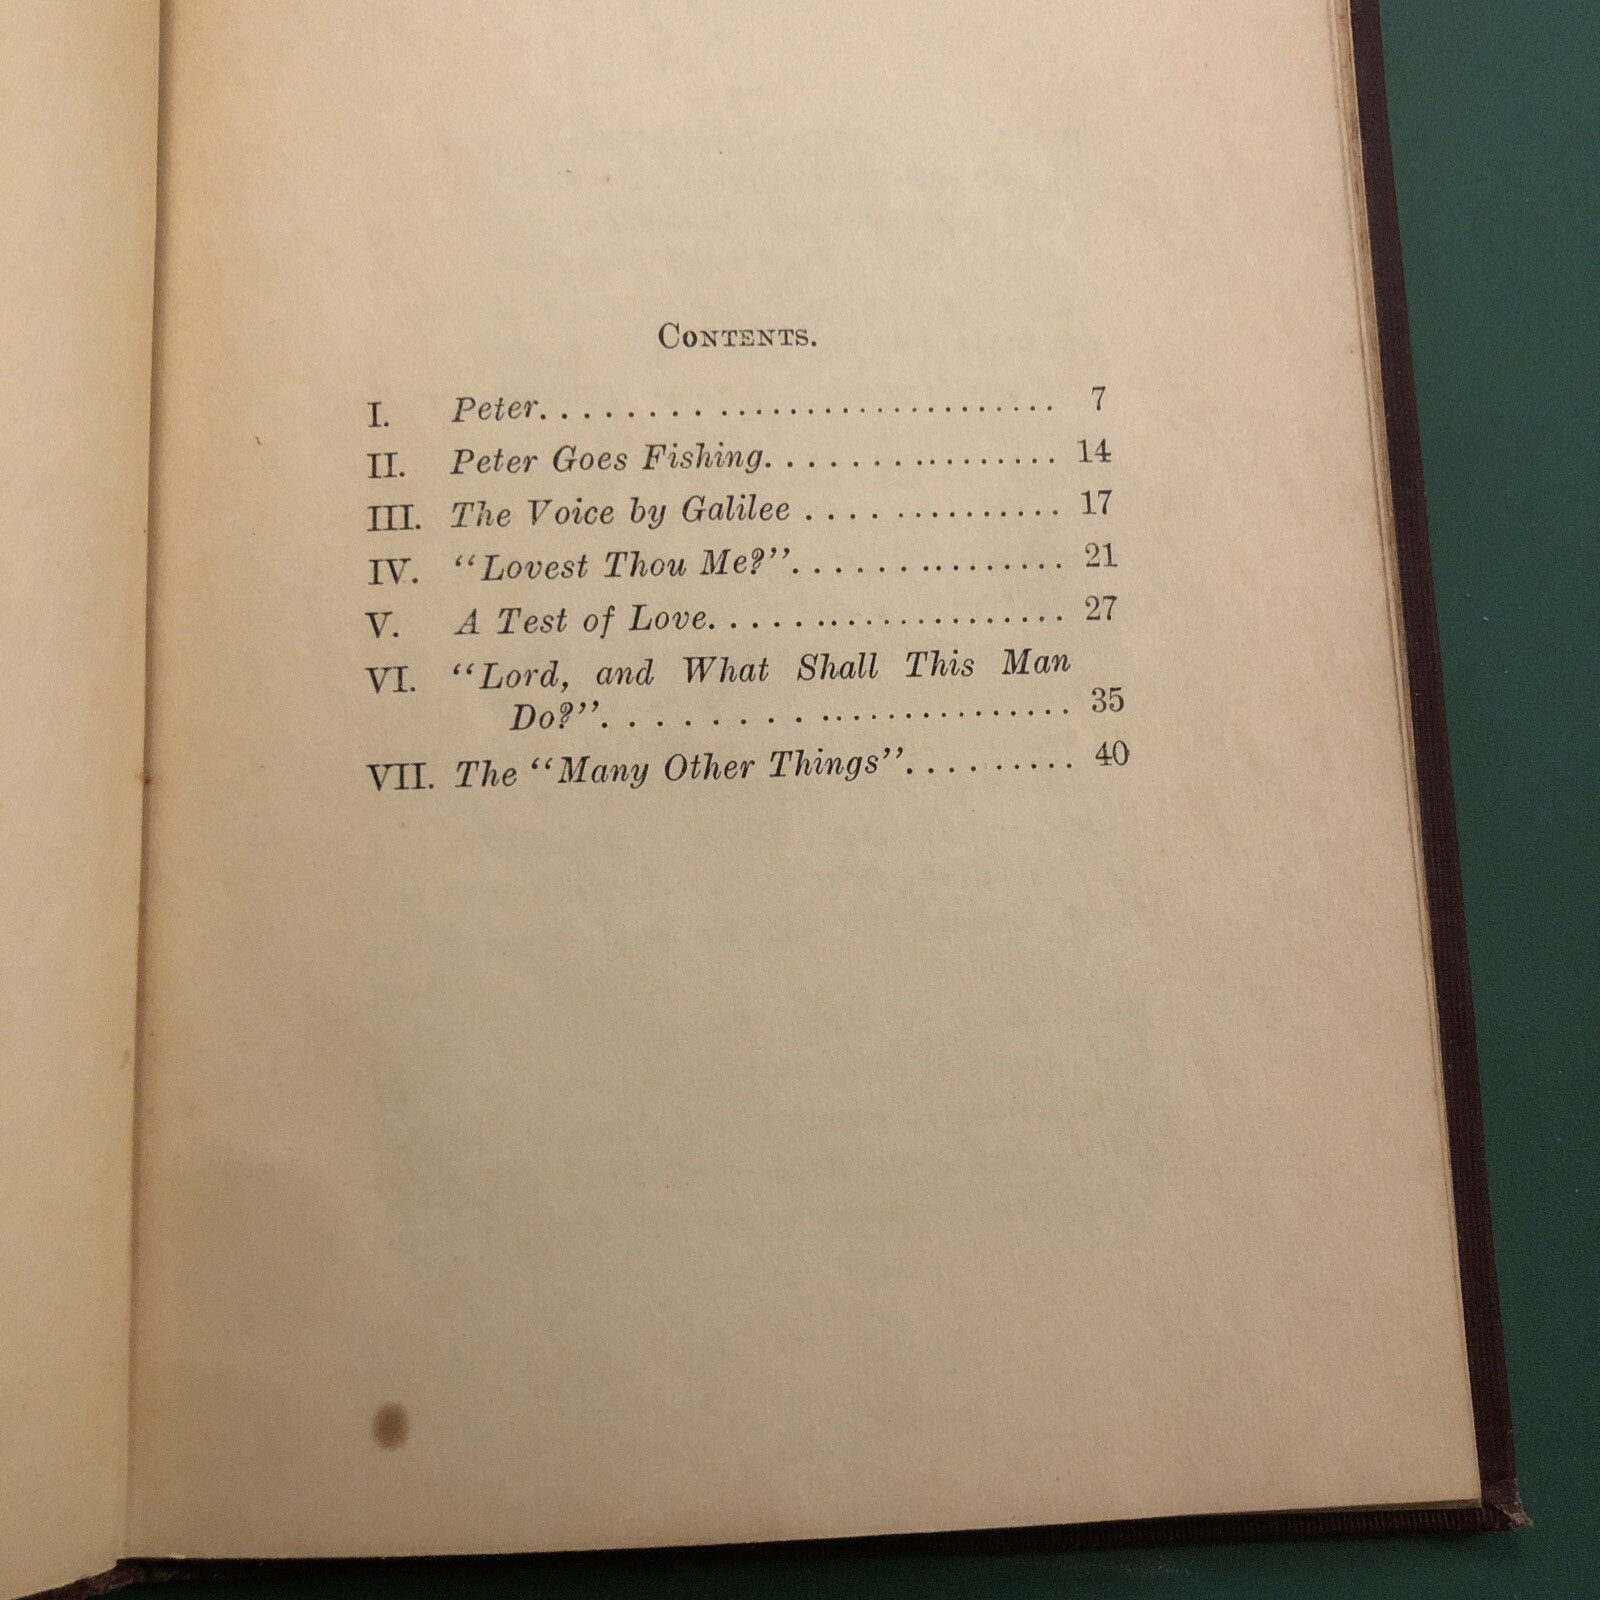 CONTENTS.
I. Peter. . . . . . . . . . . . . . . . . . . . . . . . . . . . . . . 7
II. Peter Goes Fishing. . . . . . . . . . . . . . . . . 14
III. The Voice by Galilee . . . . . . . . . . . . . . . 17
IV. “Lovest Thou Me?”. . . . . . . . . . . . . . . . 21
V. A Test of Love. . . . . . . . . . . . . . . . . . . . 27
VI. “Lord, and What Shall This Man
Do?”. . . . . . . . . . . . . . . . . . . . . . . . 35
VII. The “Many Other Things”. . . . . . . . . . 40